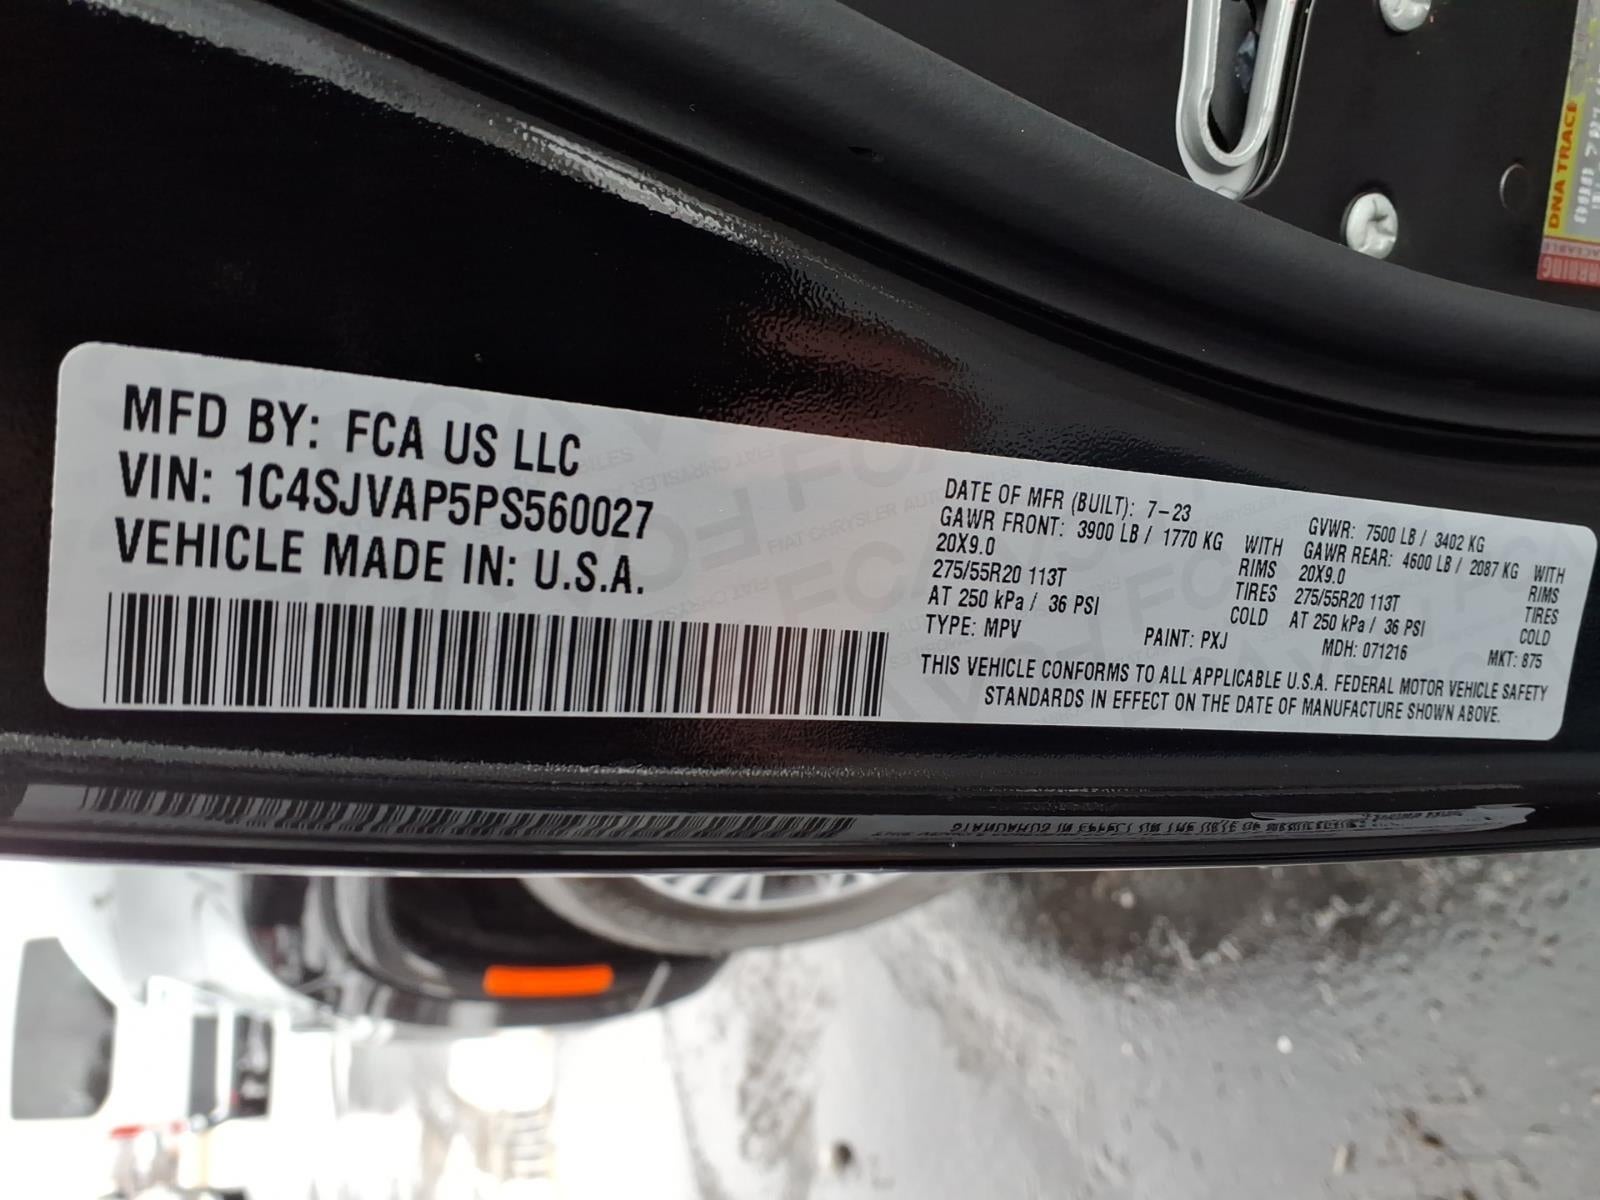 MFD BY: FCA US LLC
VIN: 1C4SJVAP5PS560027
VEHICLE MADE IN: U.S.A.
DATE OF MFR (BUILT): 7-23 GVWR: 7500 LB / 3402 KG
GAWR FRONT: 3900 LB / 1770 KG WITH GAWR REAR: 4600 LB / 2087 KG WITH
20X9.0 RIMS 20X9.0 RIMS
275/55R20 113T TIRES 275/55R20 113T TIRES
AT 250 kPa / 36 PSI COLD AT 250 kPa / 36 PSI COLD
TYPE: MPV PAINT: PXJ MDH: 071216 MKT: 875
THIS VEHICLE CONFORMS TO ALL APPLICABLE U.S.A. FEDERAL MOTOR VEHICLE SAFETY
STANDARDS IN EFFECT ON THE DATE OF MANUFACTURE SHOWN ABOVE.
DNA TRACE